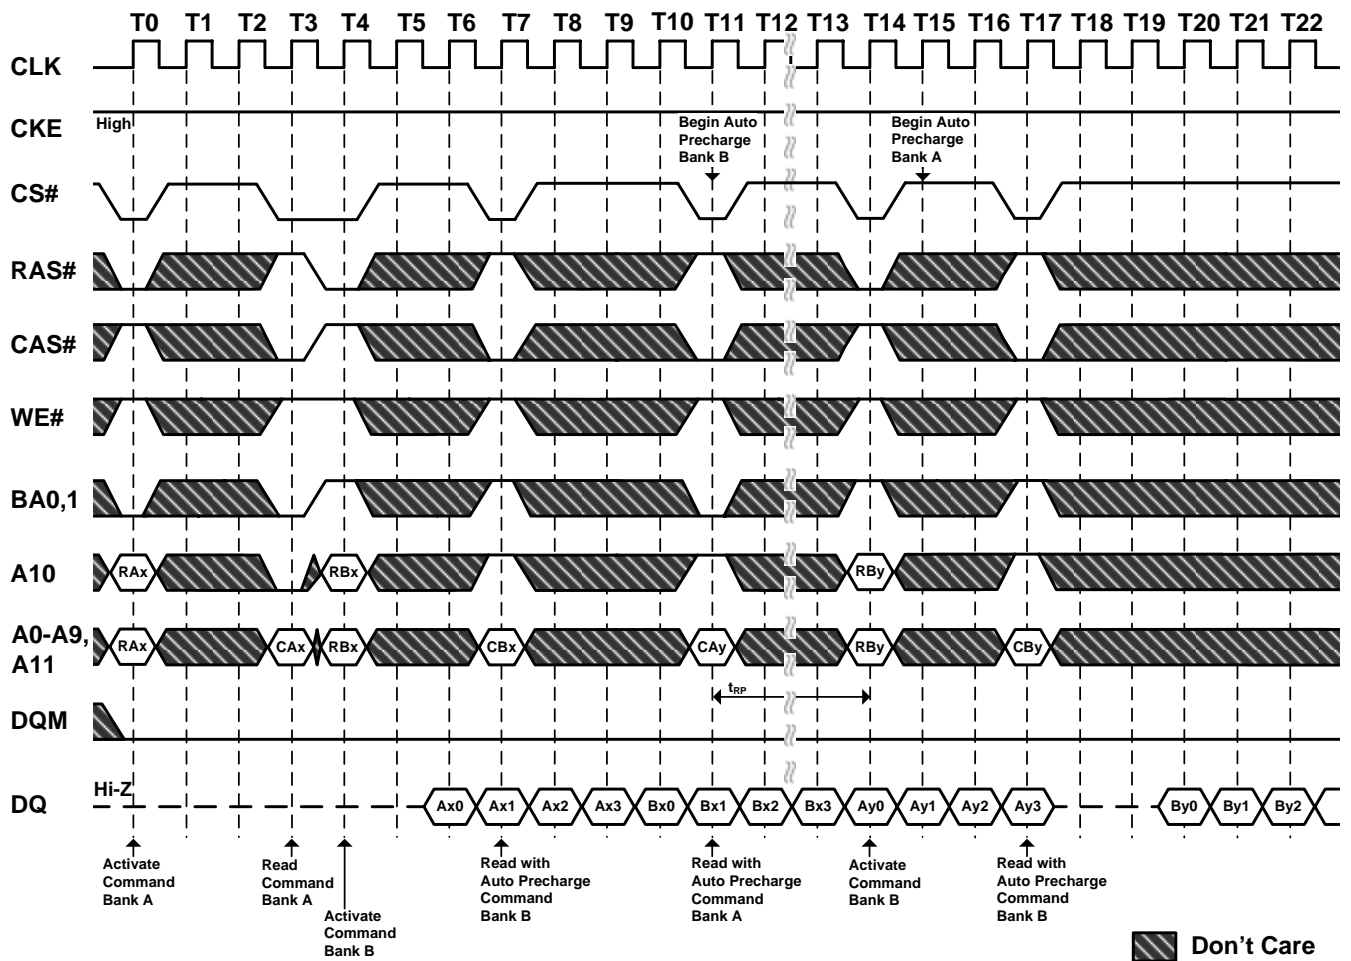 T0 T1 T2 T3 T4 T5 T6 T7 T8 T9 T10 T11 T12 T13 T14 T15 T16 T17 T18 T19 T20 T21 T22
CLK
CKE
High
Begin Auto
Precharge
Bank B
Begin Auto
Precharge
Bank A
CS#
RAS#
CAS#
WE#
BA0,1
A10
RAx RBx RBy
A0-A9,
A11
RAx CAx RBx CBx CAy RBy CBy
tRP
DQM
DQ
Hi-Z
Ax0 Ax1 Ax2 Ax3 Bx0 Bx1 Bx2 Bx3 Ay0 Ay1 Ay2 Ay3 By0 By1 By2
Activate
Command
Bank A
Read
Command
Bank A
Activate
Command
Bank B
Read with
Auto Precharge
Command
Bank B
Read with
Auto Precharge
Command
Bank A
Activate
Command
Bank B
Read with
Auto Precharge
Command
Bank B
Don't Care